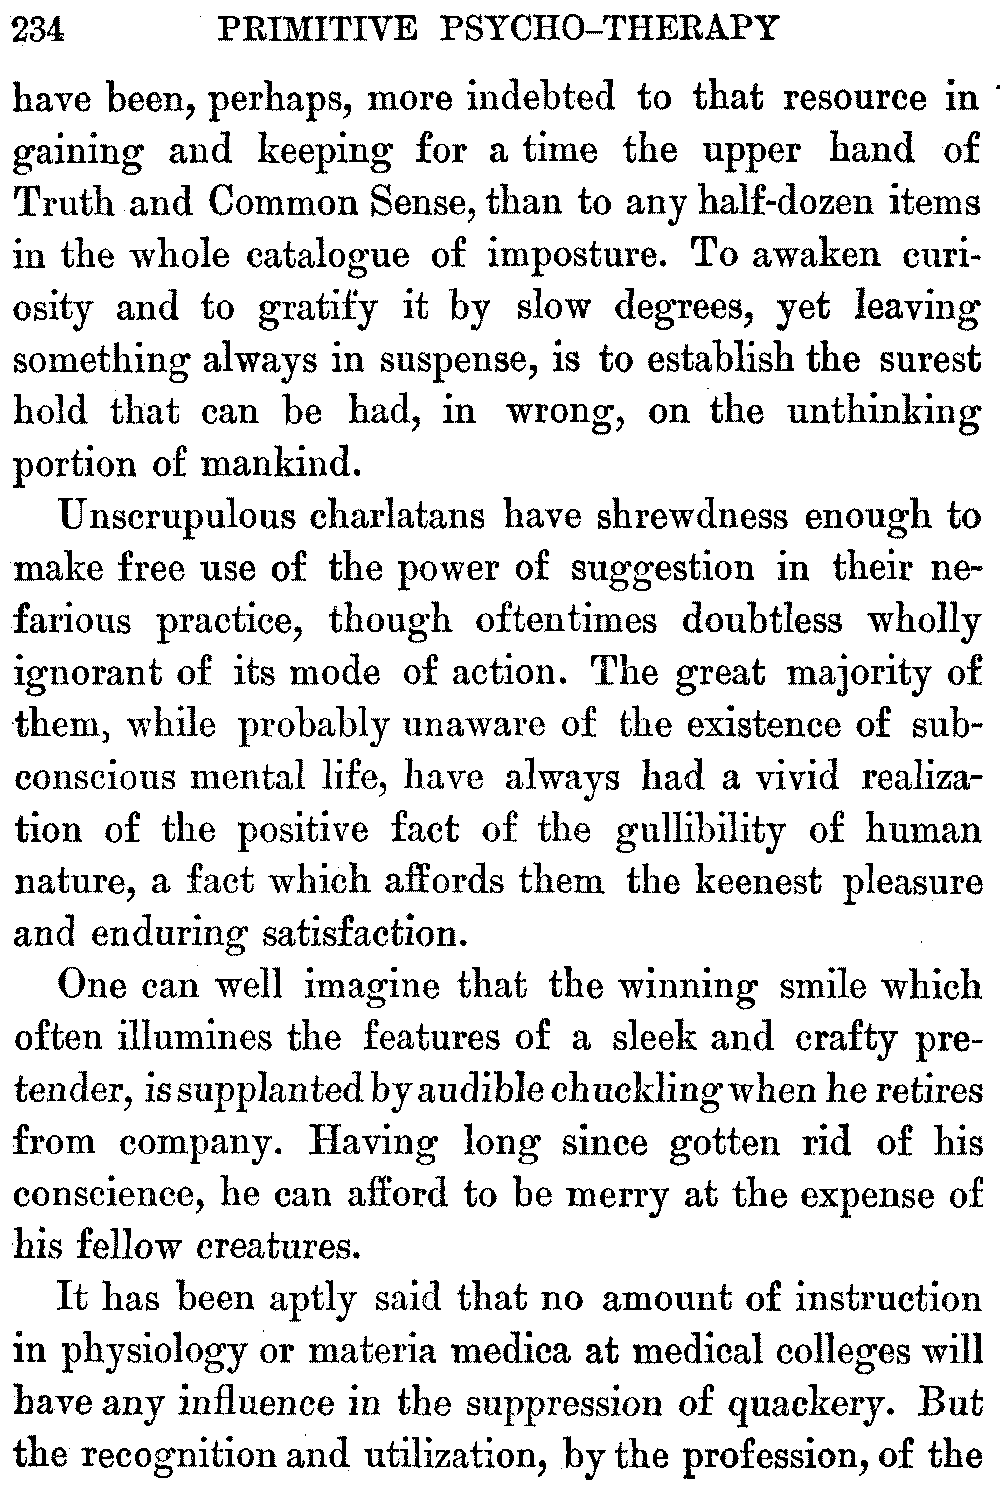 234 PRIMITIVE PSYCHO-THERAPY
have been, perhaps, more indebted to that resource in
gaining and keeping for a time the upper hand of
Truth and Common Sense, than to any half-dozen items
in the whole catalogue of imposture. To awaken curi-
osity and to gratify it by slow degrees, yet leaving
something always in suspense, is to establish the surest
hold that can be had, in wrong, on the unthinking
portion of mankind.
Unscrupulous charlatans have shrewdness enough to
make free use of the power of suggestion in their ne-
farious practice, though oftentimes doubtless wholly
ignorant of its mode of action. The great majority of
them, while probably unaware of the existence of sub-
conscious mental life, have always had a vivid realiza-
tion of the positive fact of the gullibility of human
nature, a fact which affords them the keenest pleasure
and enduring satisfaction.
One can well imagine that the winning smile which
often illumines the features of a sleek and crafty pre-
tender, is supplanted by audible chuckling when he retires
from company. Having long since gotten rid of his
conscience, he can afford to be merry at the expense of
his fellow creatures.
It has been aptly said that no amount of instruction
in physiology or materia medica at medical colleges will
have any influence in the suppression of quackery. But
the recognition and utilization, by the profession, of the